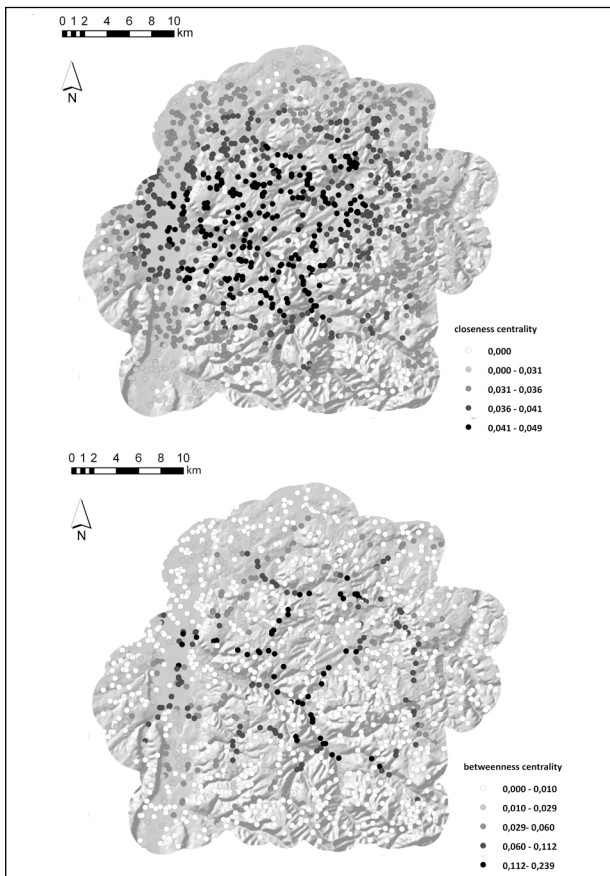 0 1 2 4 6 8 10
km
N
closeness centrality
0,000
0,000 - 0,031
0,031 - 0,036
0,036 - 0,041
0,041 - 0,049
0 1 2 4 6 8 10
km
N
betweenness centrality
0,000 - 0,010
0,010 - 0,029
0,029- 0,060
0,060 - 0,112
0,112- 0,239